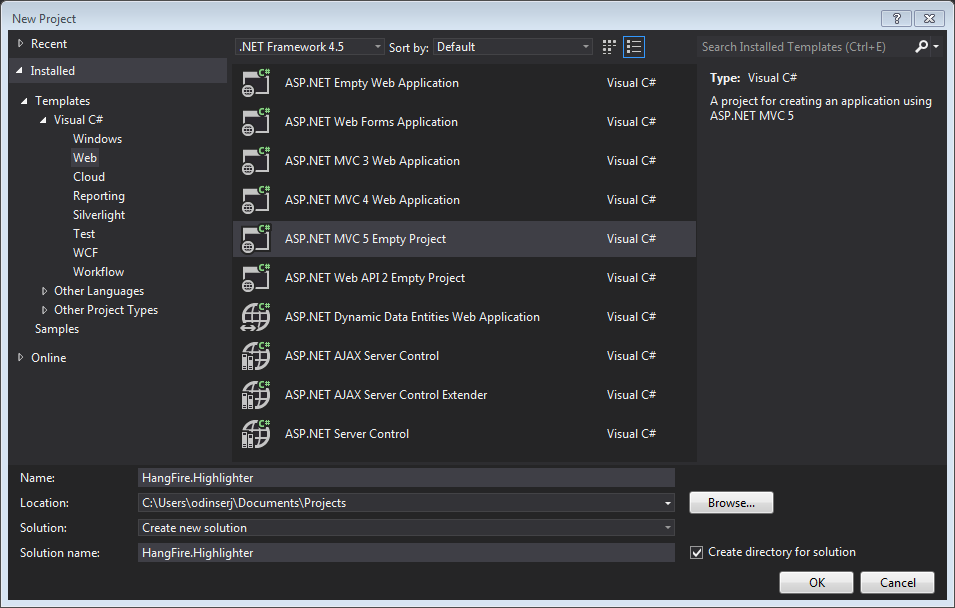 New Project
Recent
Installed
Templates
Visual C#
Windows
Web
Cloud
Reporting
Silverlight
Test
WCF
Workflow
Other Languages
Other Project Types
Samples
Online
.NET Framework 4.5 Sort by: Default
C# ASP.NET Empty Web Application Visual C#
C# ASP.NET Web Forms Application Visual C#
C# ASP.NET MVC 3 Web Application Visual C#
C# ASP.NET MVC 4 Web Application Visual C#
C# ASP.NET MVC 5 Empty Project Visual C#
C# ASP.NET Web API 2 Empty Project Visual C#
C# ASP.NET Dynamic Data Entities Web Application Visual C#
C# ASP.NET AJAX Server Control Visual C#
C# ASP.NET AJAX Server Control Extender Visual C#
C# ASP.NET Server Control Visual C#
Search Installed Templates (Ctrl+E)
Type: Visual C#
A project for creating an application using
ASP.NET MVC 5
Name: HangFire.Highlighter
Location: C:\Users\odinserj\Documents\Projects Browse...
Solution: Create new solution
Solution name: HangFire.Highlighter Create directory for solution
OK Cancel